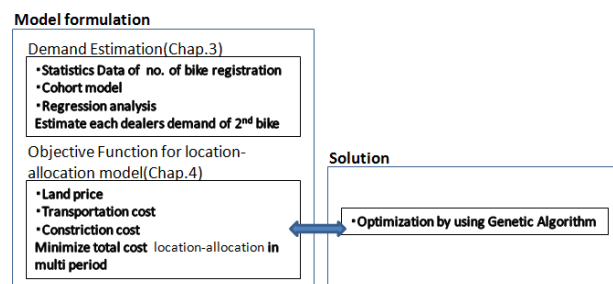 Model formulation
Demand Estimation(Chap.3)
・Statistics Data of no. of bike registration
・Cohort model
・Regression analysis
Estimate each dealers demand of 2nd bike
Objective Function for location-
allocation model(Chap.4)
・Land price
・Transportation cost
・Constriction cost
Minimize total cost location-allocation in
multi period
Solution
・Optimization by using Genetic Algorithm